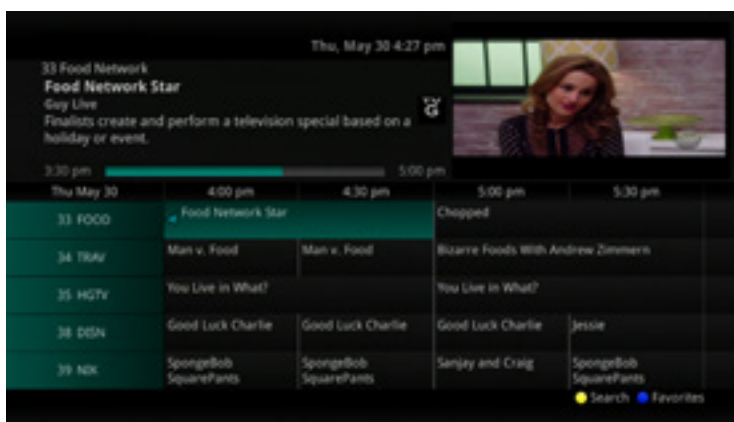 Thu, May 30 4:27 pm
33 Food Network
Food Network Star
Guy Live
Finalists create and perform a television special based on a
holiday or event.
TV G
3:30 pm 5:00 pm
Thu May 30 4:00 pm 4:30 pm 5:00 pm 5:30 pm
33 FOOD Food Network Star Chopped
34 TRAV Man v. Food Man v. Food Bizarre Foods With Andrew Zimmern
35 HGTV You Live in What? You Live in What?
38 DISN Good Luck Charlie Good Luck Charlie Good Luck Charlie Jessie
39 NIK SpongeBob SquarePants SpongeBob SquarePants Sanjay and Craig SpongeBob SquarePants
Search Favorites